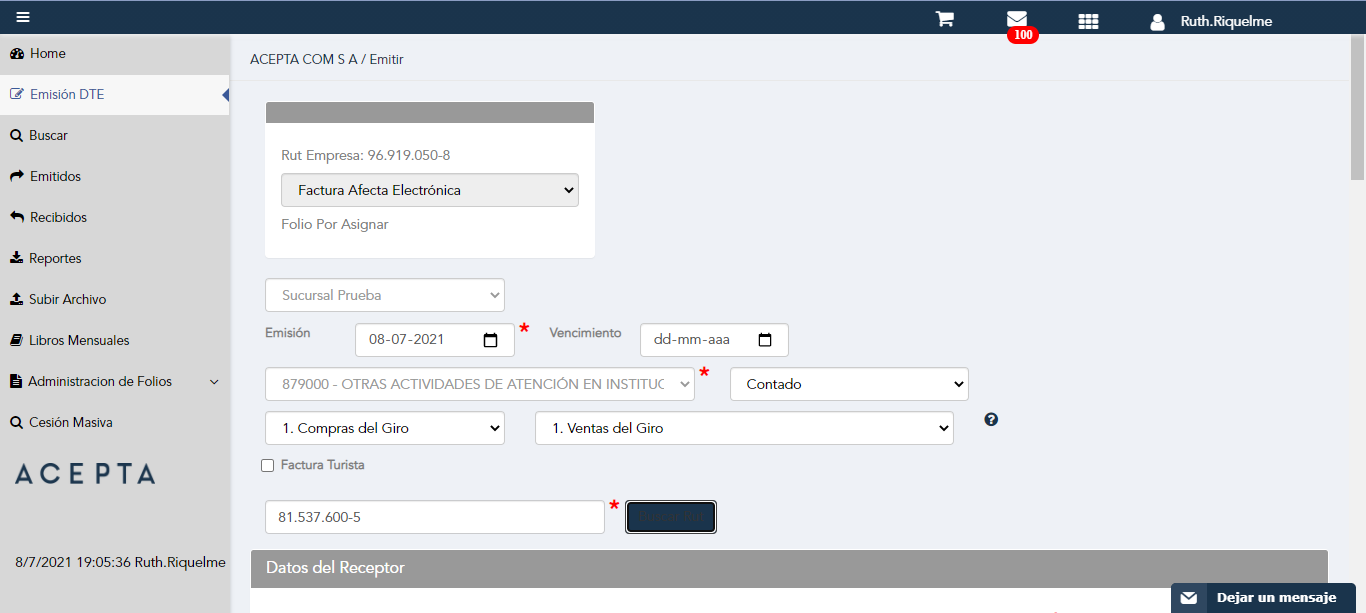 100
Ruth.Riquelme
Home
Emisión DTE
Buscar
Emitidos
Recibidos
Reportes
Subir Archivo
Libros Mensuales
Administracion de Folios
Cesión Masiva
ACEPTA
8/7/2021 19:05:36 Ruth.Riquelme
ACEPTA COM S A / Emitir
Rut Empresa: 96.919.050-8
Factura Afecta Electrónica
Folio Por Asignar
Sucursal Prueba
Emisión 08-07-2021 * Vencimiento dd-mm-aaa
879000 - OTRAS ACTIVIDADES DE ATENCIÓN EN INSTITUC * Contado
1. Compras del Giro 1. Ventas del Giro ?
Factura Turista
81.537.600-5 *
Datos del Receptor
Dejar un mensaje